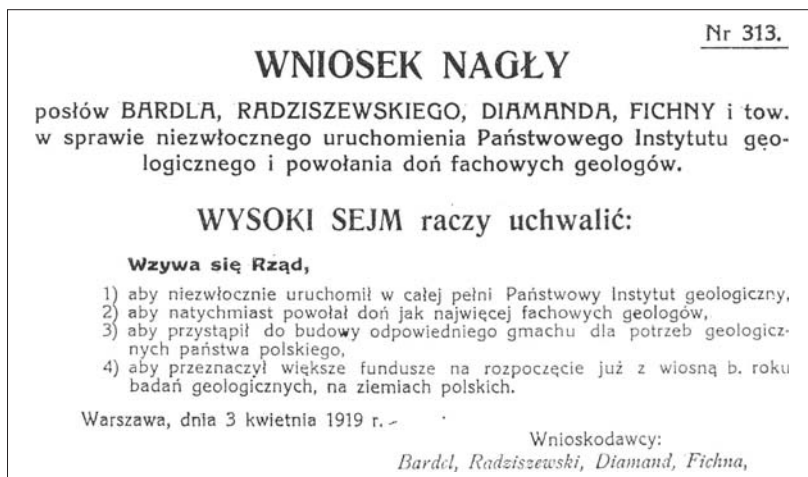 Nr 313.
WNIOSEK NAGŁY
posłów BARDLA, RADZISZEWSKIEGO, DIAMANDA, FICHNY i tow.
w sprawie niezwłocznego uruchomienia Państwowego Instytutu geo-
logicznego i powołania doń fachowych geologów.
WYSOKI SEJM raczy uchwalić:
Wzywa się Rząd,
1) aby niezwłocznie uruchomił w całej pełni Państwowy Instytut geologiczny,
2) aby natychmiast powołał doń jak najwięcej fachowych geologów,
3) aby przystąpił do budowy odpowiedniego gmachu dla potrzeb geologicz-
nych państwa polskiego,
4) aby przeznaczył większe fundusze na rozpoczęcie już z wiosną b. roku
badań geologicznych, na ziemiach polskich.
Warszawa, dnia 3 kwietnia 1919 r.
Wnioskodawcy:
Bardel, Radziszewski, Diamand, Fichna,